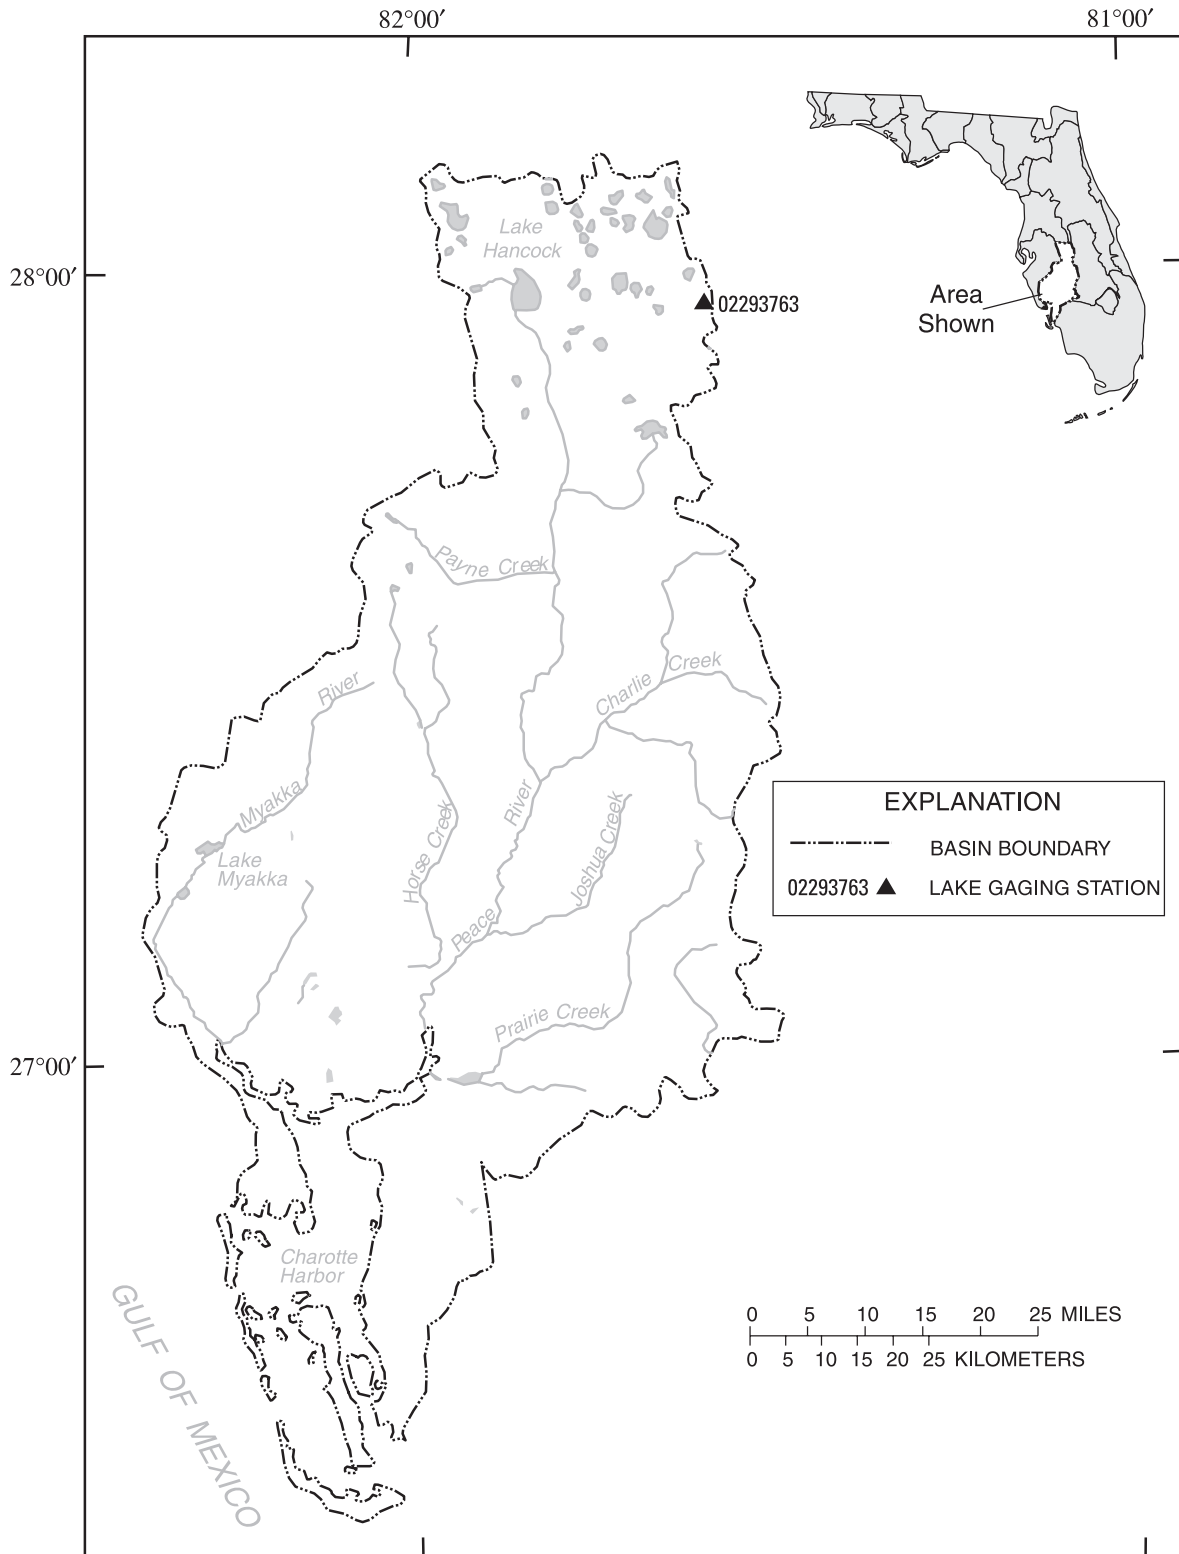 82°00′
81°00′
28°00′
27°00′
Lake
Hancock
02293763
Area
Shown
Payne Creek
River
Myakka
Lake
Myakka
Horse Creek
Peace
River
Charlie
Creek
Joshua Creek
Prairie Creek
EXPLANATION
BASIN BOUNDARY
02293763 LAKE GAGING STATION
Charotte
Harbor
GULF OF MEXICO
0 5 10 15 20 25 MILES
0 5 10 15 20 25 KILOMETERS